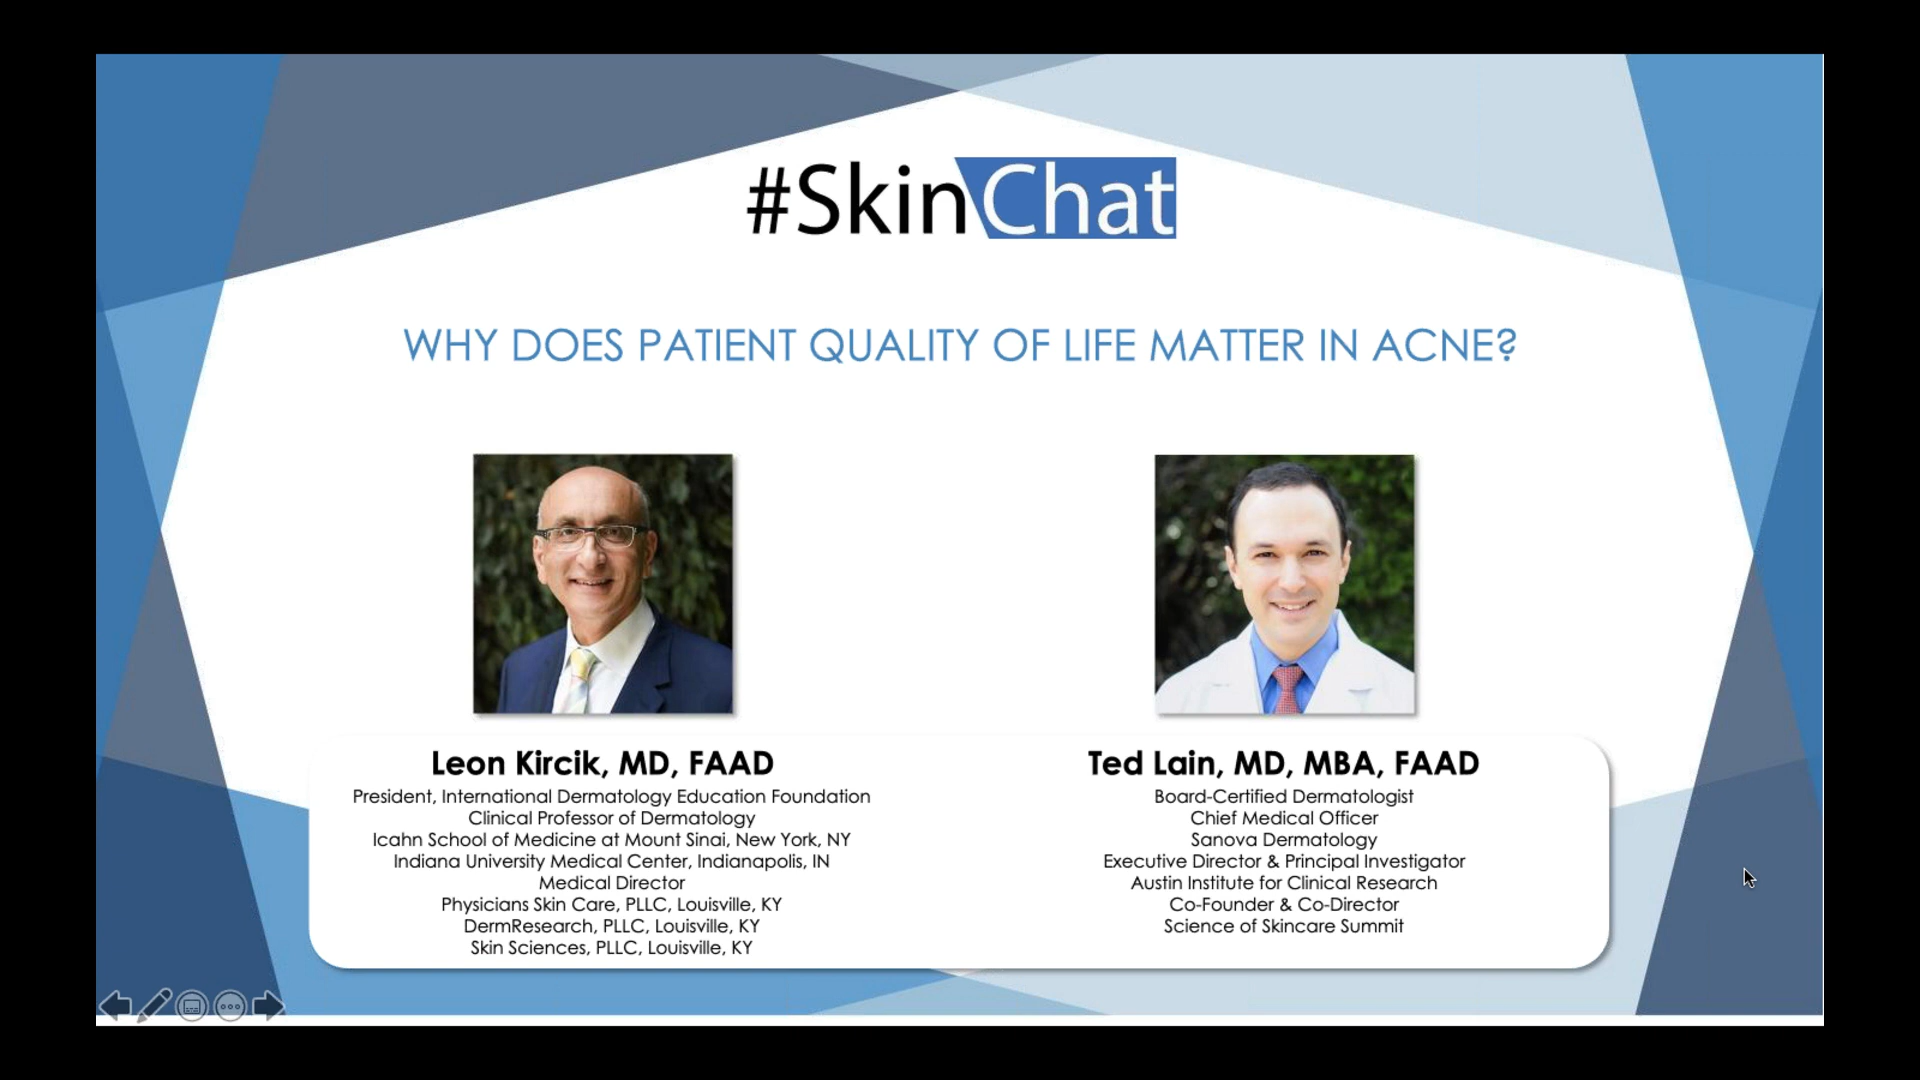 #SkinChat
WHY DOES PATIENT QUALITY OF LIFE MATTER IN ACNE?
Leon Kircik, MD, FAAD
President, International Dermatology Education Foundation
Clinical Professor of Dermatology
Icahn School of Medicine at Mount Sinai, New York, NY
Indiana University Medical Center, Indianapolis, IN
Medical Director
Physicians Skin Care, PLLC, Louisville, KY
DermResearch, PLLC, Louisville, KY
Skin Sciences, PLLC, Louisville, KY
Ted Lain, MD, MBA, FAAD
Board-Certified Dermatologist
Chief Medical Officer
Sanova Dermatology
Executive Director & Principal Investigator
Austin Institute for Clinical Research
Co-Founder & Co-Director
Science of Skincare Summit